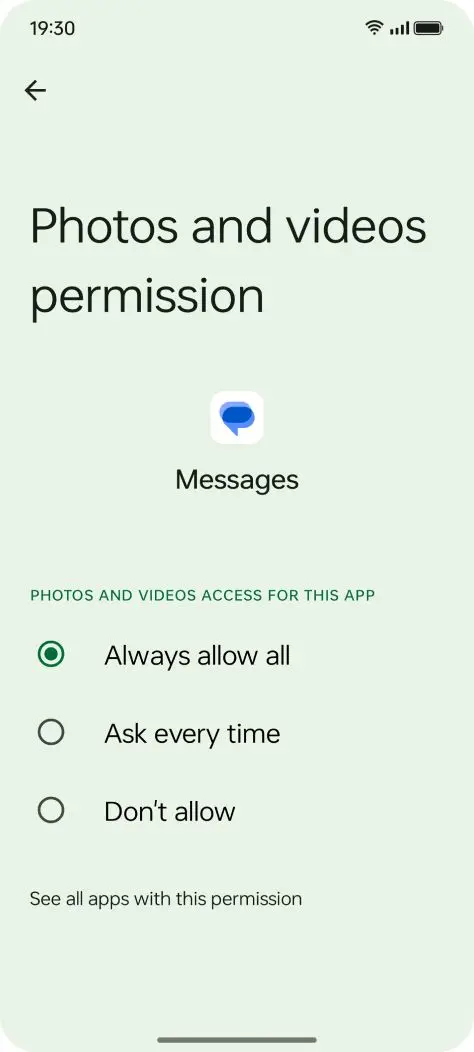 19:30
Photos and videos
permission
Messages
PHOTOS AND VIDEOS ACCESS FOR THIS APP
Always allow all
Ask every time
Don't allow
See all apps with this permission